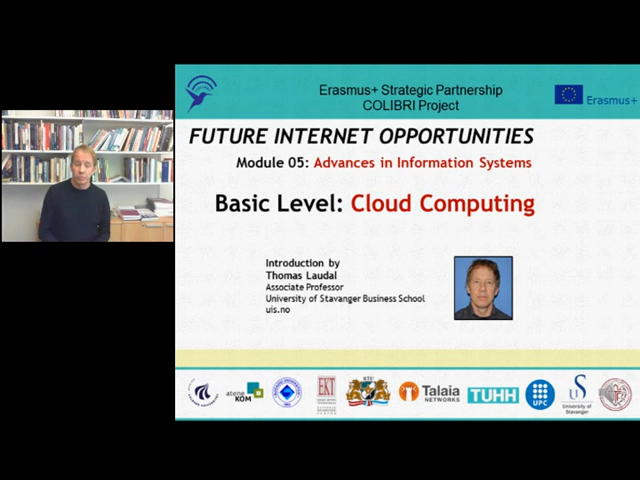 Erasmus+ Strategic Partnership
COLIBRI Project
Erasmus+
FUTURE INTERNET OPPORTUNITIES
Module 05: Advances in Information Systems
Basic Level: Cloud Computing
Introduction by
Thomas Laudal
Associate Professor
University of Stavanger Business School
uis.no
atene
KOM
EKT
RTU
Talaia
NETWORKS
TUHH
UPC
University of
Stavanger